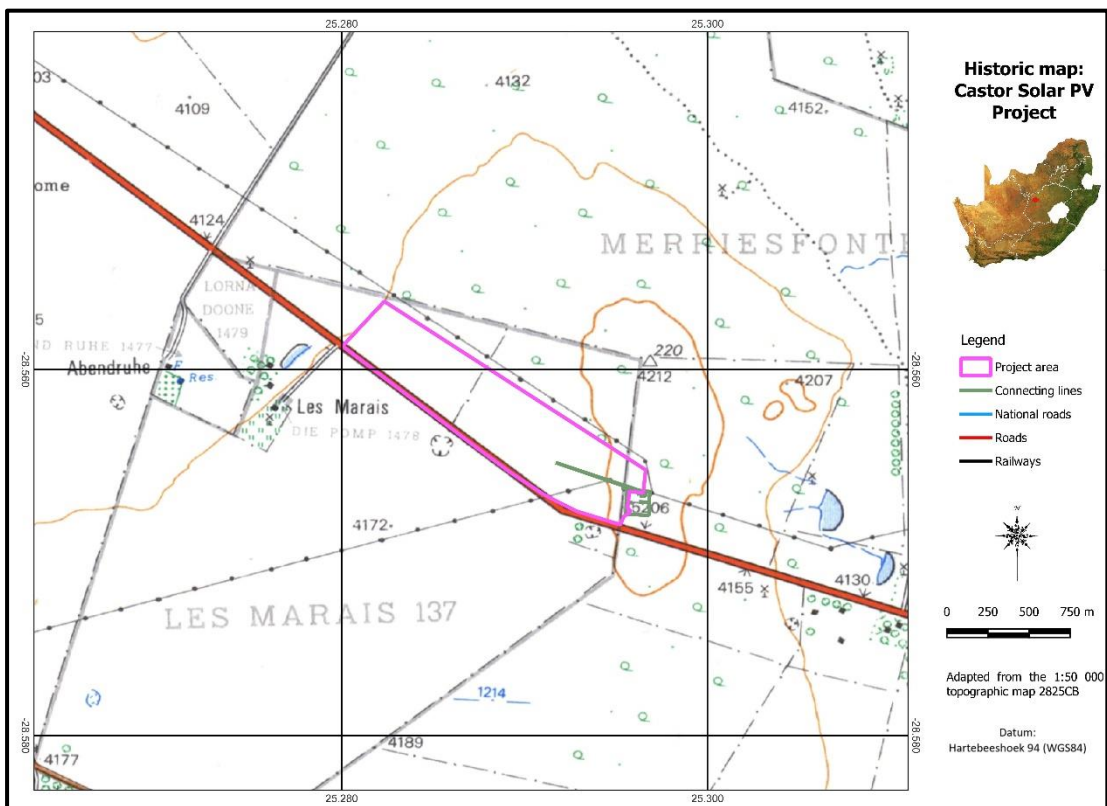 25.260 25.300
03
4109
4132
4152
ome
4124
MERRIESFONTE
LORNA
DOONE
1479
5
ND RUHE 1477
Abendruhe
F
Res.
220
4212
4207
-28.560 -28.560
Les Marais
DIE POMP 1478
5206
4172
4155
4130
LES MARAIS 137
1214
4189
4177
-28.580 -28.580
25.280 25.300
Historic map:
Castor Solar PV
Project
Legend
Project area
Connecting lines
National roads
Roads
Railways
N
0 250 500 750 m
Adapted from the 1:50 000
topographic map 2825CB
Datum:
Hartebeeshoek 94 (WGS84)